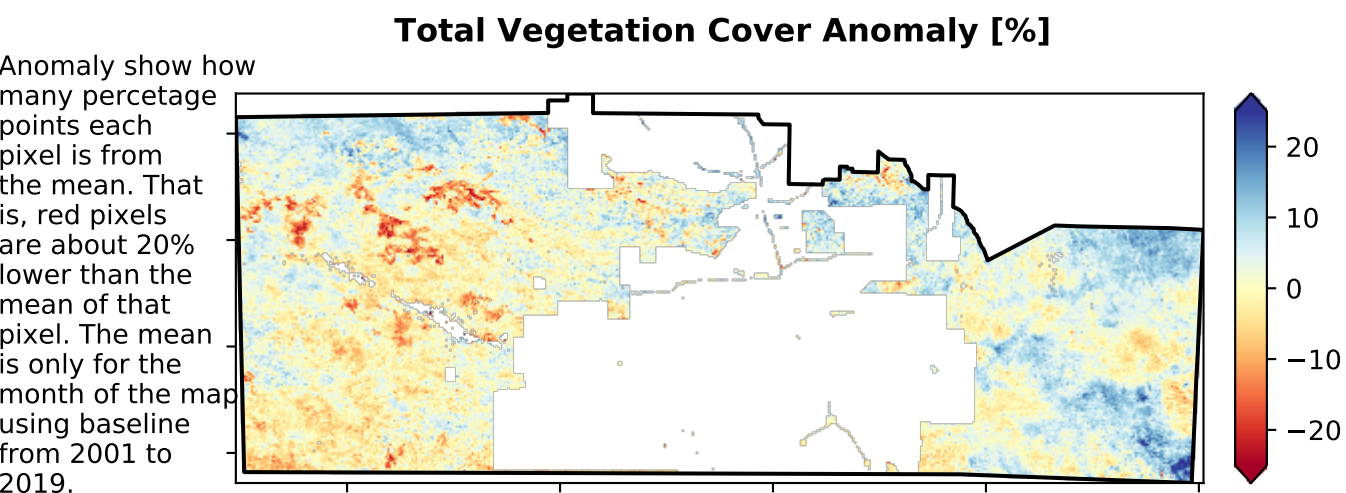 Total Vegetation Cover Anomaly [%]
Anomaly show how
many percetage
points each
pixel is from
the mean. That
is, red pixels
are about 20%
lower than the
mean of that
pixel. The mean
is only for the
month of the map
using baseline
from 2001 to
2019.
20
10
0
−10
−20